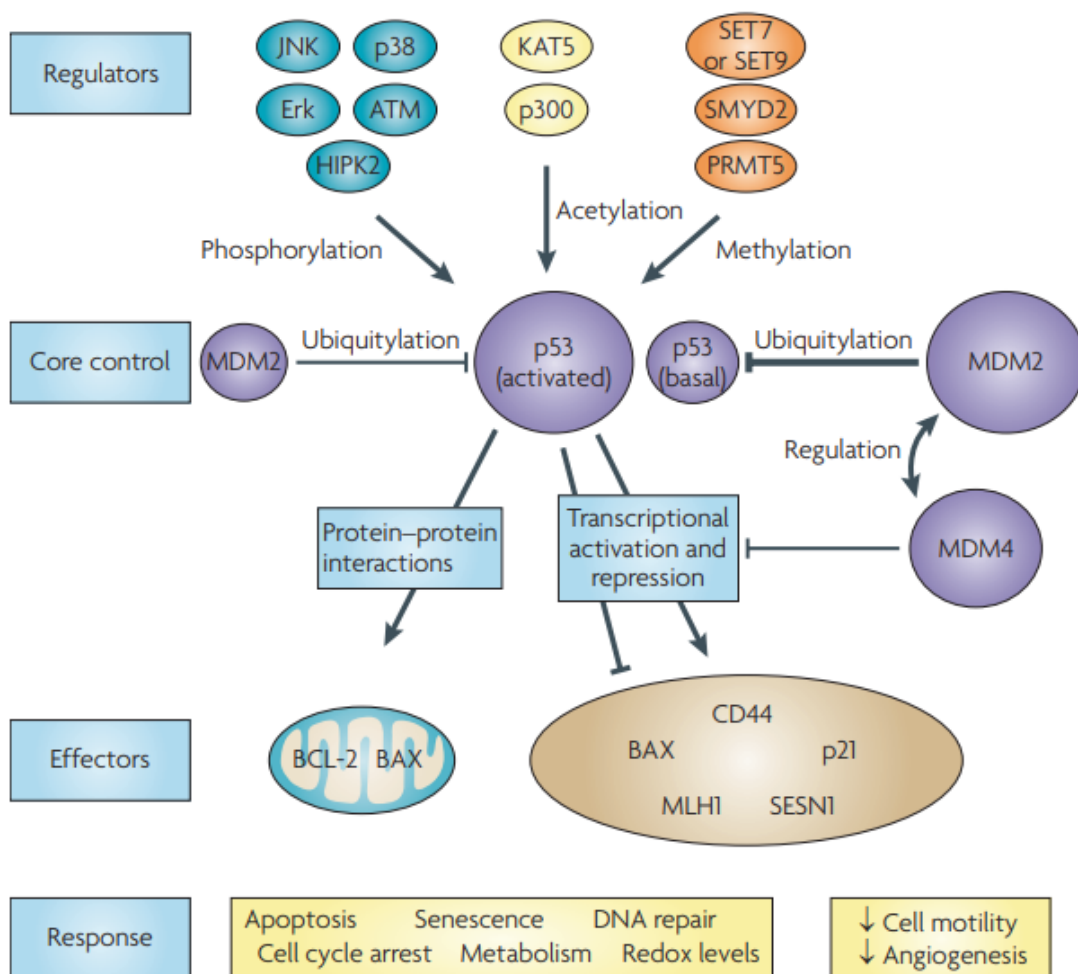 Regulators
JNK
p38
Erk
ATM
HIPK2
KAT5
p300
SET7
or SET9
SMYD2
PRMT5
Phosphorylation
Acetylation
Methylation
Core control
MDM2
Ubiquitylation
p53
(activated)
p53
(basal)
Ubiquitylation
MDM2
Regulation
MDM4
Protein–protein
interactions
Transcriptional
activation and
repression
Effectors
BCL-2 BAX
CD44
BAX
p21
MLH1
SESN1
Response
Apoptosis Senescence DNA repair
Cell cycle arrest Metabolism Redox levels
↓ Cell motility
↓ Angiogenesis